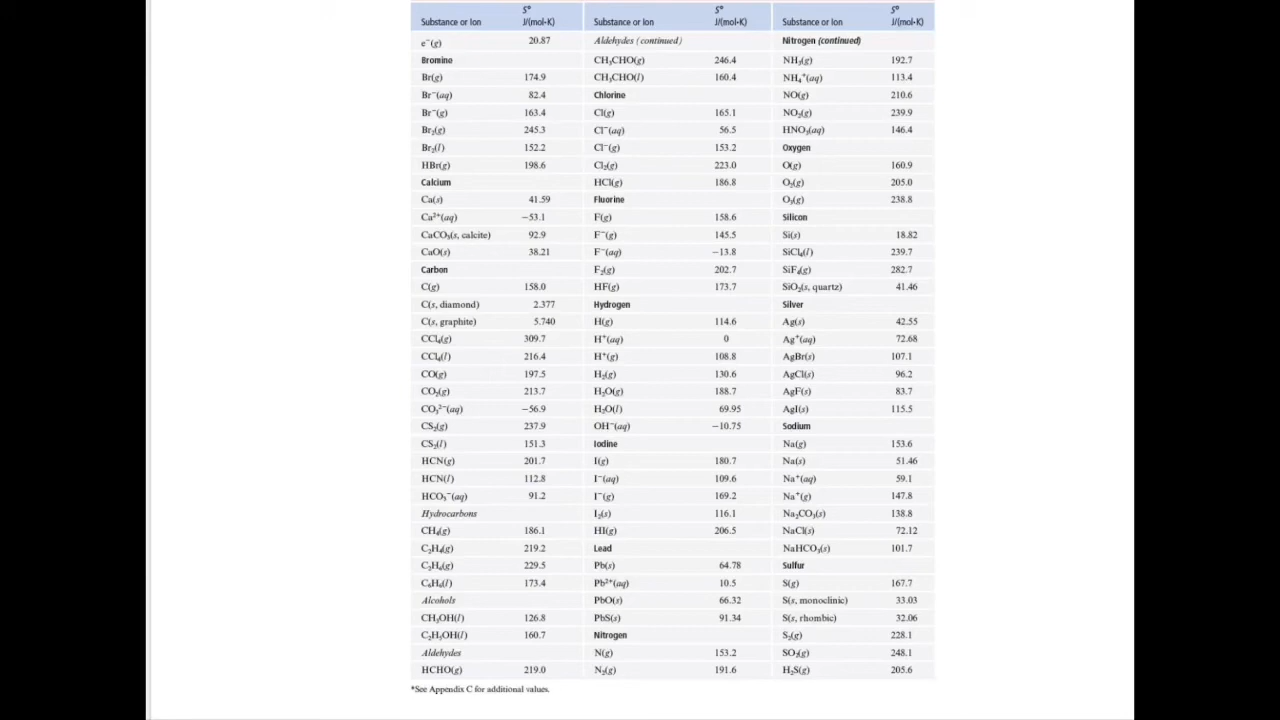 Substance or Ion S° J/(mol·K) Substance or Ion S° J/(mol·K) Substance or Ion S° J/(mol·K)
e⁻(g) 20.87 Aldehydes (continued) Nitrogen (continued)
Bromine CH₃CHO(g) 246.4 NH₃(g) 192.7
Br(g) 174.9 CH₃CHO(l) 160.4 NH₄⁺(aq) 113.4
Br⁻(aq) 82.4 Chlorine NO(g) 210.6
Br⁻(g) 163.4 Cl(g) 165.1 NO₂(g) 239.9
Br₂(g) 245.3 Cl⁻(aq) 56.5 HNO₃(aq) 146.4
Br₂(l) 152.2 Cl⁻(g) 153.2 Oxygen
HBr(g) 198.6 Cl₂(g) 223.0 O(g) 160.9
Calcium HCl(g) 186.8 O₂(g) 205.0
Ca(s) 41.59 Fluorine O₃(g) 238.8
Ca²⁺(aq) −53.1 F(g) 158.6 Silicon
CaCO₃(s, calcite) 92.9 F⁻(g) 145.5 Si(s) 18.82
CaO(s) 38.21 F⁻(aq) −13.8 SiCl₄(l) 239.7
Carbon F₂(g) 202.7 SiF₄(g) 282.7
C(g) 158.0 HF(g) 173.7 SiO₂(s, quartz) 41.46
C(s, diamond) 2.377 Hydrogen Silver
C(s, graphite) 5.740 H(g) 114.6 Ag(s) 42.55
CCl₄(g) 309.7 H⁺(aq) 0 Ag⁺(aq) 72.68
CCl₄(l) 216.4 H⁺(g) 108.8 AgBr(s) 107.1
CO(g) 197.5 H₂(g) 130.6 AgCl(s) 96.2
CO₂(g) 213.7 H₂O(g) 188.7 AgF(s) 83.7
CO₃²⁻(aq) −56.9 H₂O(l) 69.95 AgI(s) 115.5
CS₂(g) 237.9 OH⁻(aq) −10.75 Sodium
CS₂(l) 151.3 Iodine Na(g) 153.6
HCN(g) 201.7 I(g) 180.7 Na(s) 51.46
HCN(l) 112.8 I⁻(aq) 109.6 Na⁺(aq) 59.1
HCO₃⁻(aq) 91.2 I⁻(g) 169.2 Na⁺(g) 147.8
Hydrocarbons I₂(s) 116.1 Na₂CO₃(s) 138.8
CH₄(g) 186.1 HI(g) 206.5 NaCl(s) 72.12
C₂H₄(g) 219.2 Lead NaHCO₃(s) 101.7
C₂H₆(g) 229.5 Pb(s) 64.78 Sulfur
C₆H₆(l) 173.4 Pb²⁺(aq) 10.5 S(g) 167.7
Alcohols PbO(s) 66.32 S(s, monoclinic) 33.03
CH₃OH(l) 126.8 PbS(s) 91.34 S(s, rhombic) 32.06
C₂H₅OH(l) 160.7 Nitrogen S₂(g) 228.1
Aldehydes N(g) 153.2 SO₂(g) 248.1
HCHO(g) 219.0 N₂(g) 191.6 H₂S(g) 205.6
*See Appendix C for additional values.